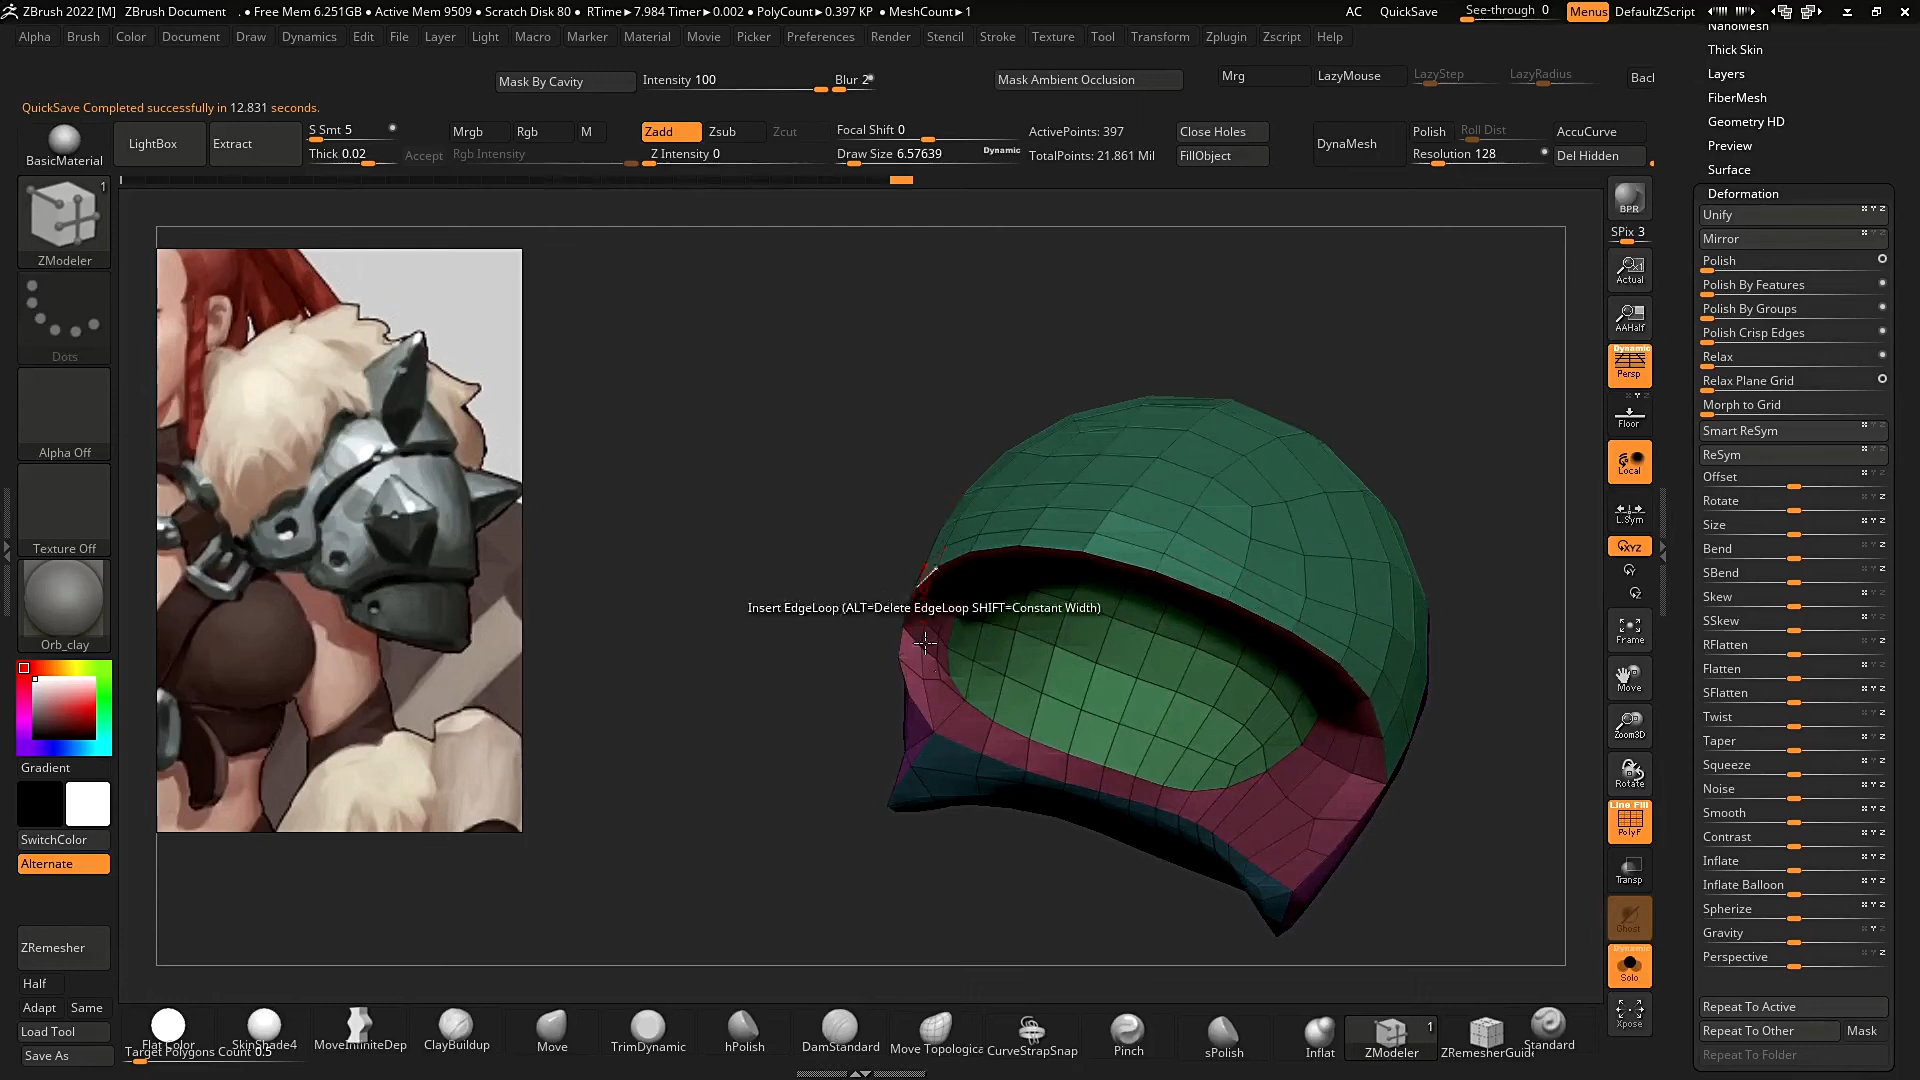 ZBrush 2022 [M] ZBrush Document . • Free Mem 6.251GB • Active Mem 9509 • Scratch Disk 80 • RTime►7.984 Timer►0.002 • PolyCount►0.397 KP • MeshCount►1 AC QuickSave See-through 0 Menus DefaultZScript
Alpha Brush Color Document Draw Dynamics Edit File Layer Light Macro Marker Material Movie Picker Preferences Render Stencil Stroke Texture Tool Transform Zplugin Zscript Help
Mask By Cavity Intensity 100 Blur 2 Mask Ambient Occlusion Mrg LazyMouse LazyStep LazyRadius Bacl
QuickSave Completed successfully in 12.831 seconds.
BasicMaterial LightBox Extract S Smt 5 Mrgb Rgb M Zadd Zsub Zcut Focal Shift 0 ActivePoints: 397 Close Holes DynaMesh Polish Roll Dist AccuCurve
Thick 0.02 Accept Rgb Intensity Z Intensity 0 Draw Size 6.57639 Dynamic TotalPoints: 21.861 Mil FillObject Resolution 128 Del Hidden
1
ZModeler
Dots
Alpha Off
Texture Off
Orb_clay
Gradient
SwitchColor
Alternate
ZRemesher
Half
Adapt Same
Load Tool
Save As
Insert EdgeLoop (ALT=Delete EdgeLoop SHIFT=Constant Width)
BPR
SPix 3
Actual
AAHalf
Dynamic
Persp
Floor
Local
L.Sym
XYZ
Frame
Move
Zoom3D
Rotate
Line Fill
PolyF
Transp
Ghost
Dynamic
Solo
Xpose
NanoMesh
Thick Skin
Layers
FiberMesh
Geometry HD
Preview
Surface
Deformation
Unify
Mirror
Polish
Polish By Features
Polish By Groups
Polish Crisp Edges
Relax
Relax Plane Grid
Morph to Grid
Smart ReSym
ReSym
Offset
Rotate
Size
Bend
SBend
Skew
SSkew
RFlatten
Flatten
SFlatten
Twist
Taper
Squeeze
Noise
Smooth
Contrast
Inflate
Inflate Balloon
Spherize
Gravity
Perspective
Repeat To Active
Repeat To Other Mask
Repeat To Folder
Flat Color SkinShade4 MoveInfiniteDep ClayBuildup Move TrimDynamic hPolish DamStandard Move Topologica CurveStrapSnap Pinch sPolish Inflat ZModeler 1 ZRemesherGuide Standard
Target Polygons Count 0.5